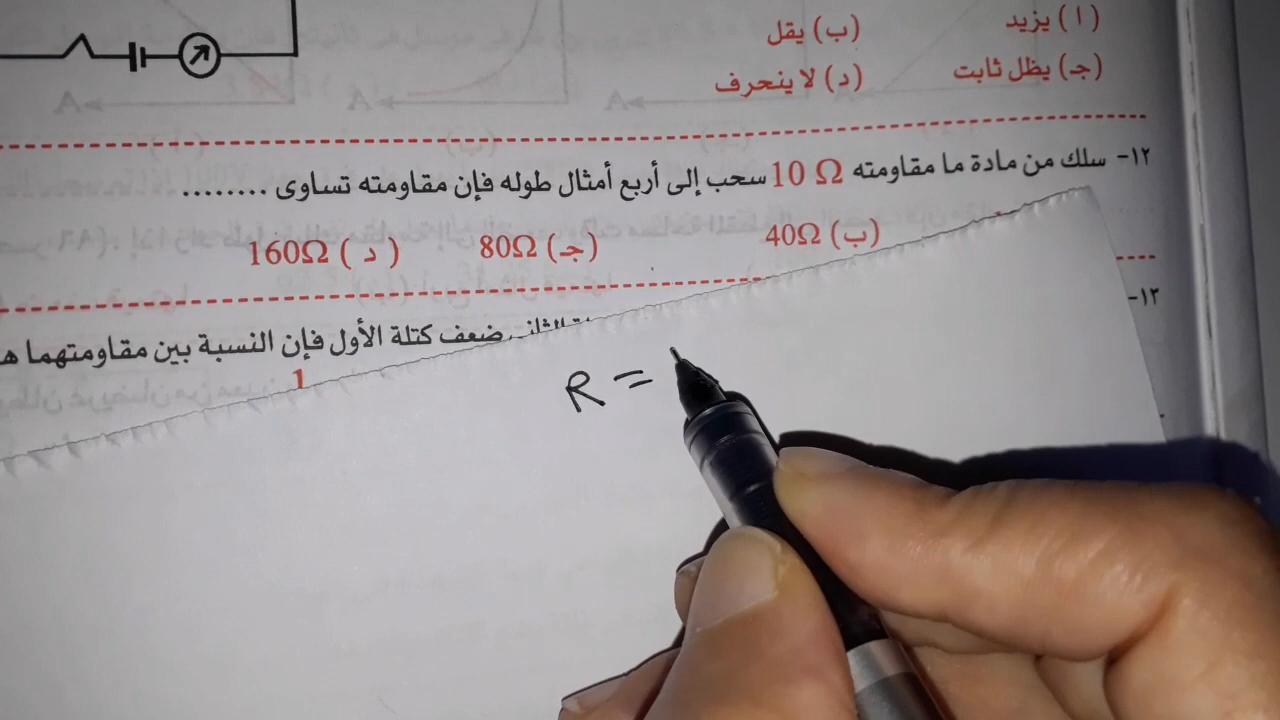 (ا) يزيد (ب) يقل
(جـ) يظل ثابت (د) لا ينحرف
١٢- سلك من مادة ما مقاومته 10 Ω سحب إلى أربع أمثال طوله فإن مقاومته تساوى ........
(ب) 40Ω (جـ) 80Ω (د) 160Ω
١٣-
ضعف كتلة الأول فإن النسبة بين مقاومتهما
1
R =